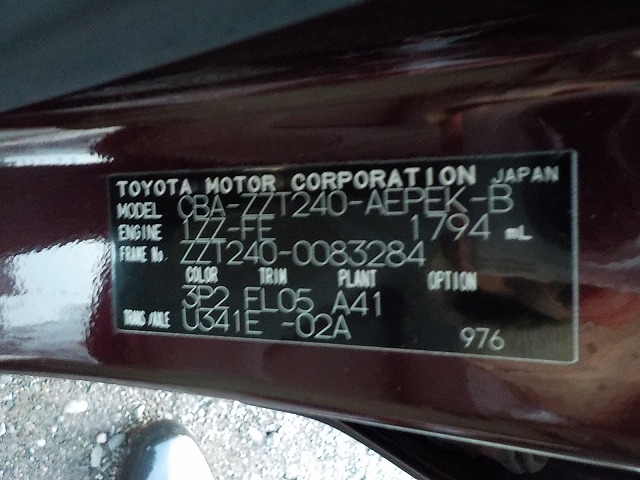 TOYOTA MOTOR CORPORATION JAPAN
MODEL CBA-ZZT240-AEPEK-B
ENGINE 1ZZ-FE 1794 mL
FRAME No. ZZT240-0083284
COLOR TRIM PLANT OPTION
3P2 FL05 A41
TRANS/AXLE U341E -02A
976